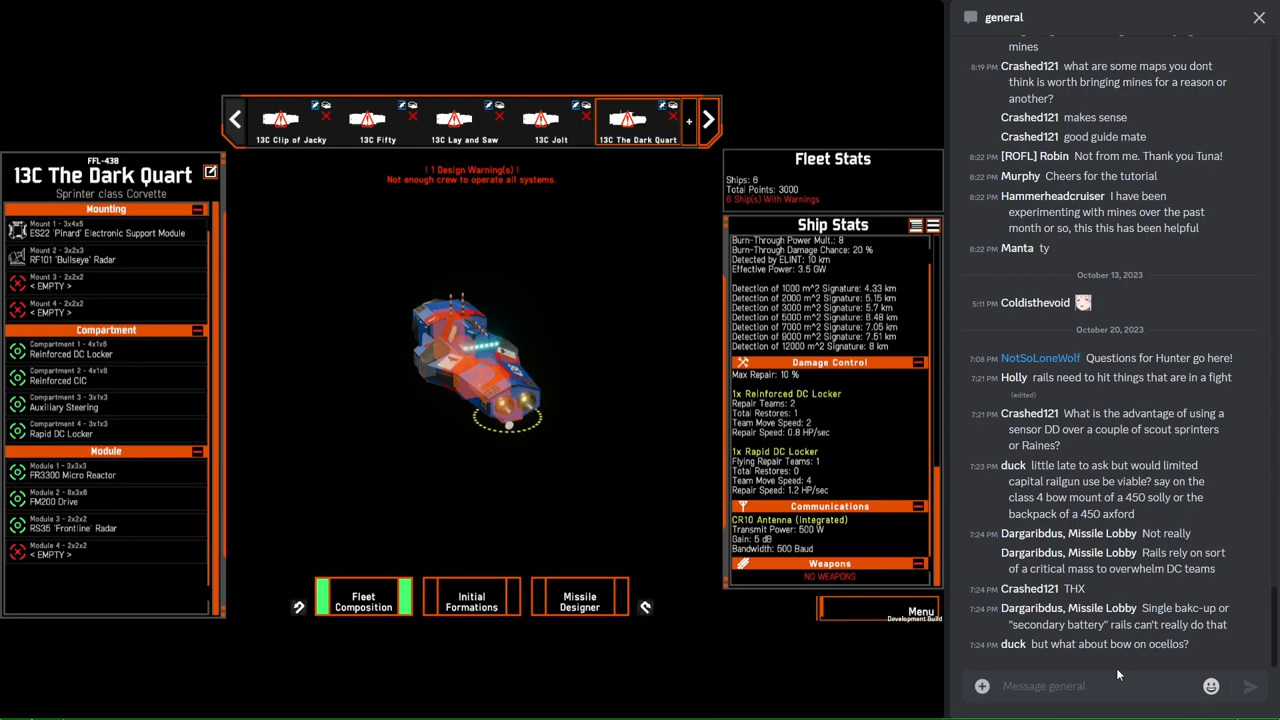 general
mines
8:19 PM Crashed121 what are some maps you dont
think is worth bringing mines for a reason or
another?
Crashed121 makes sense
Crashed121 good guide mate
8:22 PM [ROFL] Robin Not from me. Thank you Tuna!
8:22 PM Murphy Cheers for the tutorial
8:22 PM Hammerheadcruiser I have been
experimenting with mines over the past
month or so, this this has been helpful
8:22 PM Manta ty
October 13, 2023
5:11 PM Coldisthevoid
October 20, 2023
7:08 PM NotSoLoneWolf Questions for Hunter go here!
7:21 PM Holly rails need to hit things that are in a fight
(edited)
7:21 PM Crashed121 What is the advantage of using a
sensor DD over a couple of scout sprinters
or Raines?
7:23 PM duck little late to ask but would limited
capital railgun use be viable? say on the
class 4 bow mount of a 450 solly or the
backpack of a 450 axford
7:24 PM Dargaribdus, Missile Lobby Not really
Dargaribdus, Missile Lobby Rails rely on sort
of a critical mass to overwhelm DC teams
7:24 PM Crashed121 THX
7:24 PM Dargaribdus, Missile Lobby Single bakc-up or
"secondary battery" rails can't really do that
7:24 PM duck but what about bow on ocellos?
Message general
13C Clip of Jacky
13C Fifty
13C Lay and Saw
13C Jolt
13C The Dark Quart
+
FFL-438
13C The Dark Quart
Sprinter class Corvette
Mounting
Mount 1 - 3x4x5
ES22 'Pinard' Electronic Support Module
Mount 2 - 3x2x3
RF101 'Bullseye' Radar
Mount 3 - 2x2x2
< EMPTY >
Mount 4 - 2x2x2
< EMPTY >
Compartment
Compartment 1 - 4x1x6
Reinforced DC Locker
Compartment 2 - 4x1x6
Reinforced CIC
Compartment 3 - 3x1x3
Auxiliary Steering
Compartment 4 - 3x1x3
Rapid DC Locker
Module
Module 1 - 3x3x3
FR3300 Micro Reactor
Module 2 - 6x3x6
FM200 Drive
Module 3 - 2x2x2
RS35 'Frontline' Radar
Module 4 - 2x2x2
< EMPTY >
! 1 Design Warning(s) !
Not enough crew to operate all systems.
Fleet Composition
Initial Formations
Missile Designer
Fleet Stats
Ships: 6
Total Points: 3000
6 Ship(s) With Warnings
Ship Stats
Burn-Through Power Mult.: 8
Burn-Through Damage Chance: 20 %
Detected by ELINT: 10 km
Effective Power: 3.5 GW
Detection of 1000 m^2 Signature: 4.33 km
Detection of 2000 m^2 Signature: 5.15 km
Detection of 3000 m^2 Signature: 5.7 km
Detection of 5000 m^2 Signature: 6.48 km
Detection of 7000 m^2 Signature: 7.05 km
Detection of 9000 m^2 Signature: 7.51 km
Detection of 12000 m^2 Signature: 8 km
Damage Control
Max Repair: 10 %
1x Reinforced DC Locker
Repair Teams: 2
Total Restores: 1
Team Move Speed: 2
Repair Speed: 0.8 HP/sec
1x Rapid DC Locker
Flying Repair Teams: 1
Total Restores: 0
Team Move Speed: 4
Repair Speed: 1.2 HP/sec
Communications
CR10 Antenna (Integrated)
Transmit Power: 500 W
Gain: 5 dB
Bandwidth: 500 Baud
Weapons
NO WEAPONS
Menu
Development Build